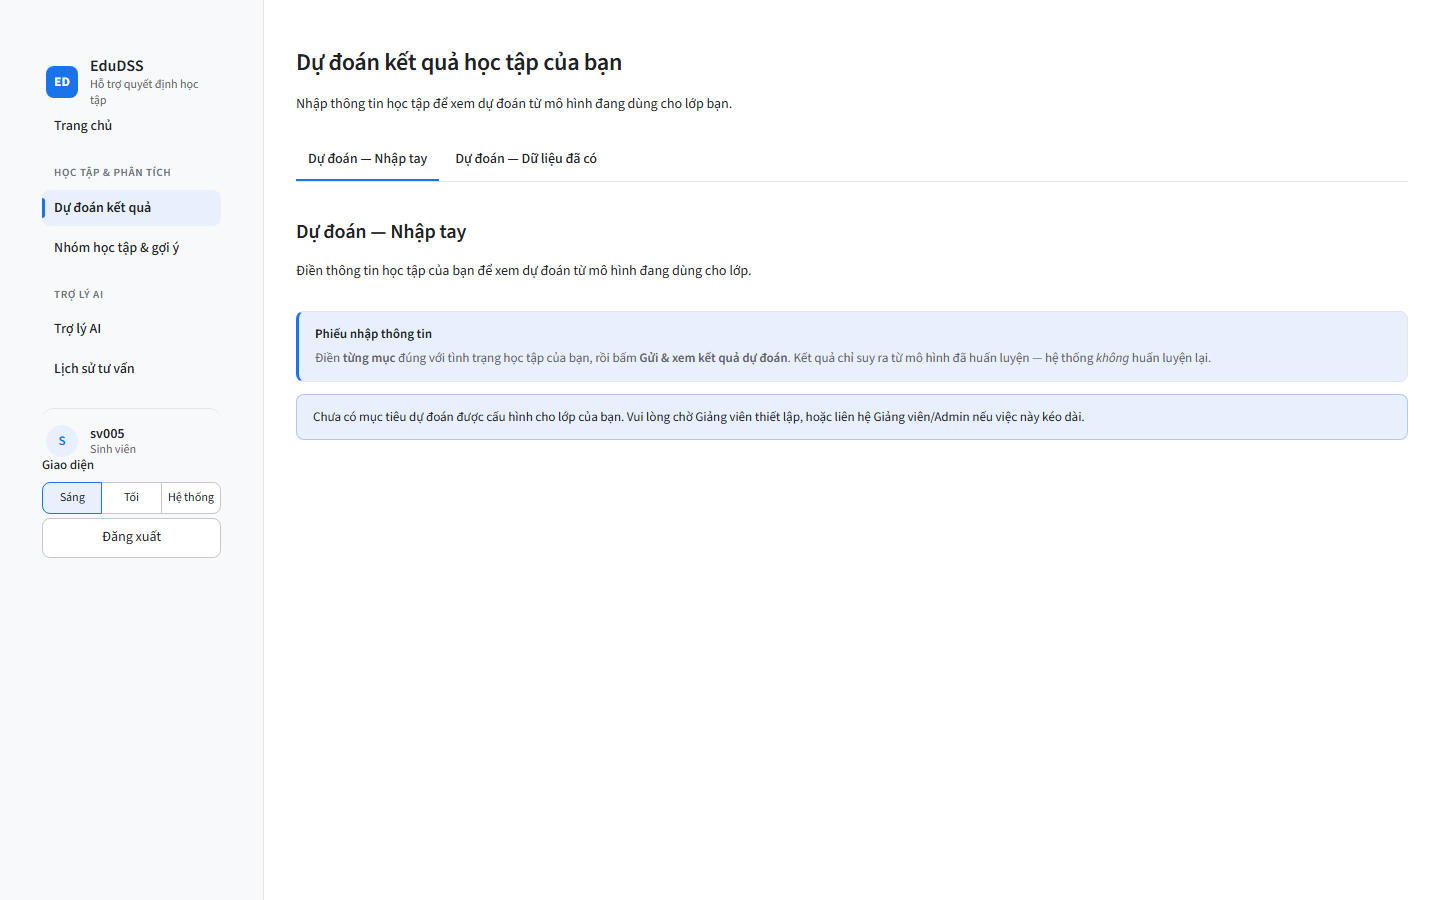 ED
EduDSS
Hỗ trợ quyết định học
tập
Trang chủ
HỌC TẬP & PHÂN TÍCH
Dự đoán kết quả
Nhóm học tập & gợi ý
TRỢ LÝ AI
Trợ lý AI
Lịch sử tư vấn
S
sv005
Sinh viên
Giao diện
Sáng
Tối
Hệ thống
Đăng xuất
Dự đoán kết quả học tập của bạn
Nhập thông tin học tập để xem dự đoán từ mô hình đang dùng cho lớp bạn.
Dự đoán — Nhập tay
Dự đoán — Dữ liệu đã có
Dự đoán — Nhập tay
Điền thông tin học tập của bạn để xem dự đoán từ mô hình đang dùng cho lớp.
Phiếu nhập thông tin
Điền từng mục đúng với tình trạng học tập của bạn, rồi bấm Gửi & xem kết quả dự đoán. Kết quả chỉ suy ra từ mô hình đã huấn luyện — hệ thống không huấn luyện lại.
Chưa có mục tiêu dự đoán được cấu hình cho lớp của bạn. Vui lòng chờ Giảng viên thiết lập, hoặc liên hệ Giảng viên/Admin nếu việc này kéo dài.